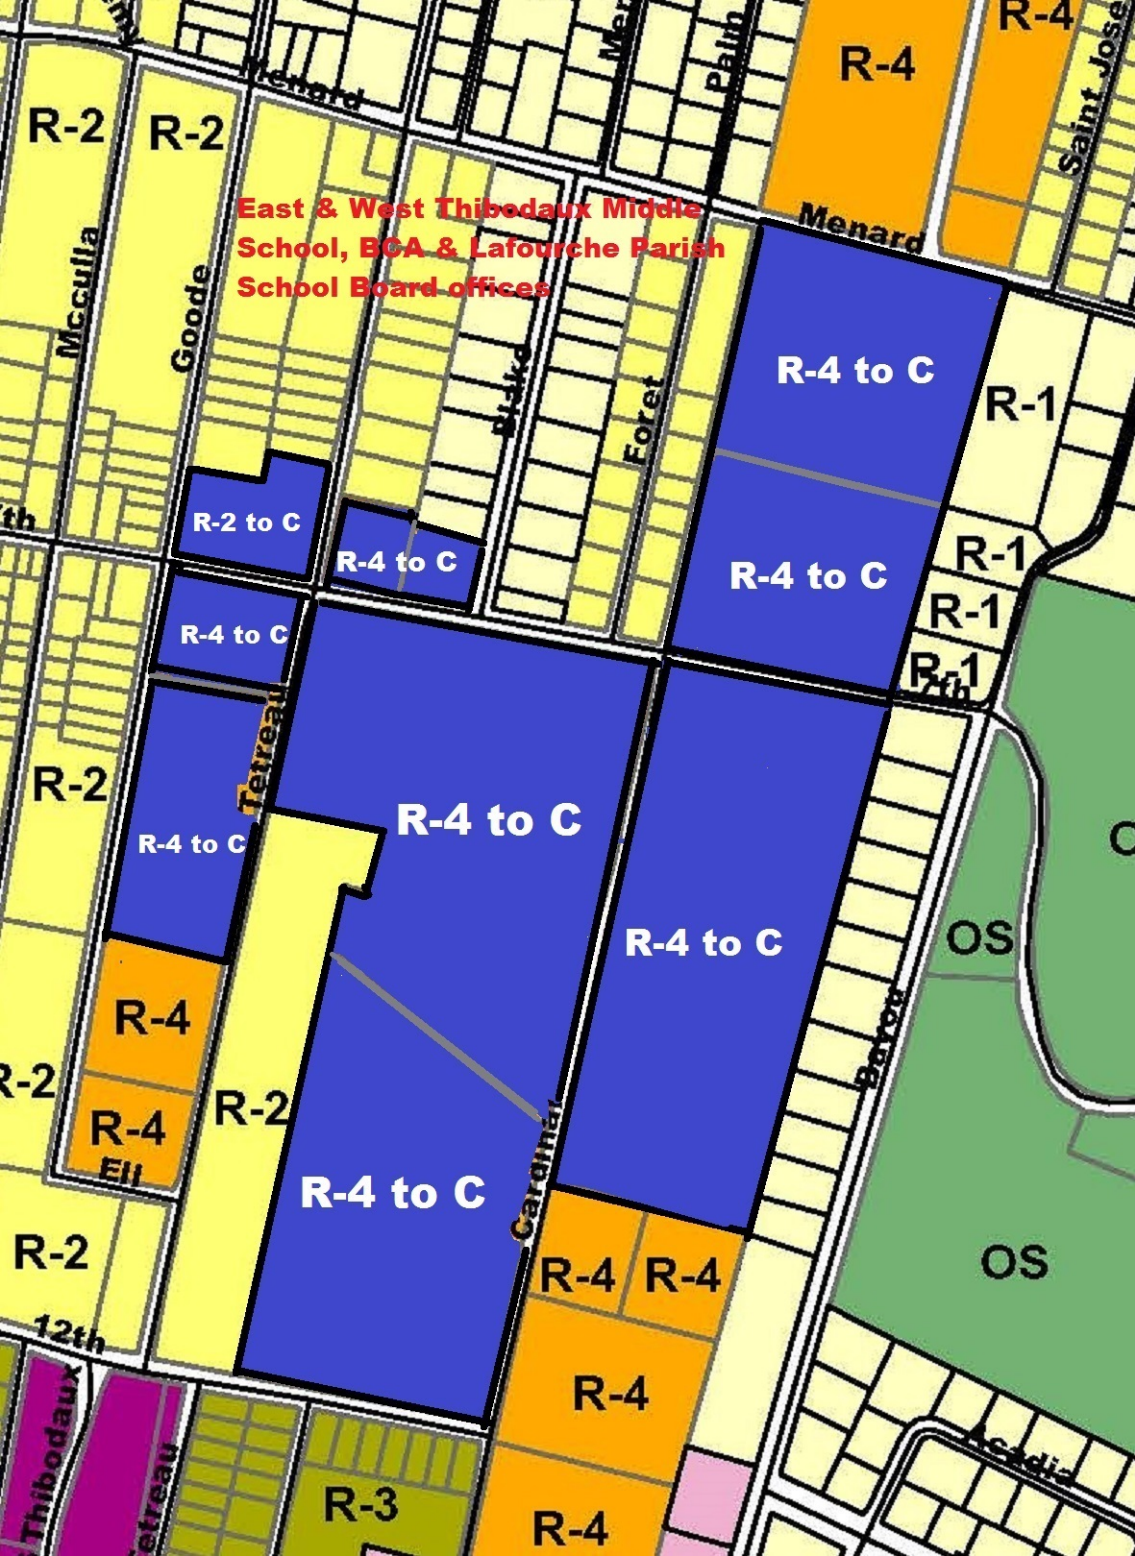 R-4
R-4
Saint Jose
Palm
Menard
R-2
R-2
East & West Thibodaux Middle
School, BCA & Lafourche Parish
School Board offices
Menard
Mcculla
Goode
Foret
R-4 to C
R-1
R-2 to C
R-4 to C
R-4 to C
R-1
R-1
R-1
7th
R-4 to C
Tetreau
R-2
R-4 to C
R-4 to C
R-4 to C
OS
Bayou
R-4
R-2
R-4
R-2
Cardinal
R-4 to C
R-2
R-4
R-4
OS
12th
R-4
Acadia
Thibodaux
etreau
R-3
R-4